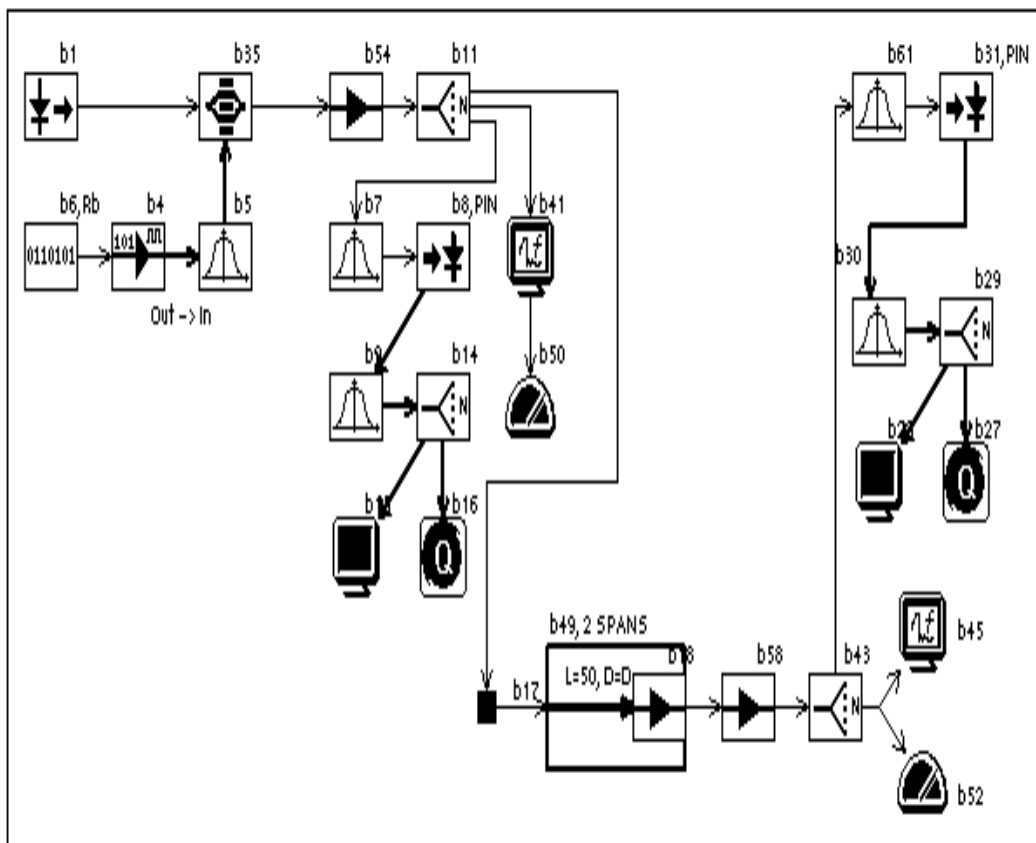 b1
b35
b54
b11
b61
b31, PIN
N
b6, Rb
b4
b5
b7
b8, PIN
b41
0110101
101
f
b30
b29
Out -> In
N
b9
b14
b50
N
b27
Q
b16
Q
b49, 2 SPANS
b45
f
b17
L=50, D=D
b18
b58
b43
N
b52